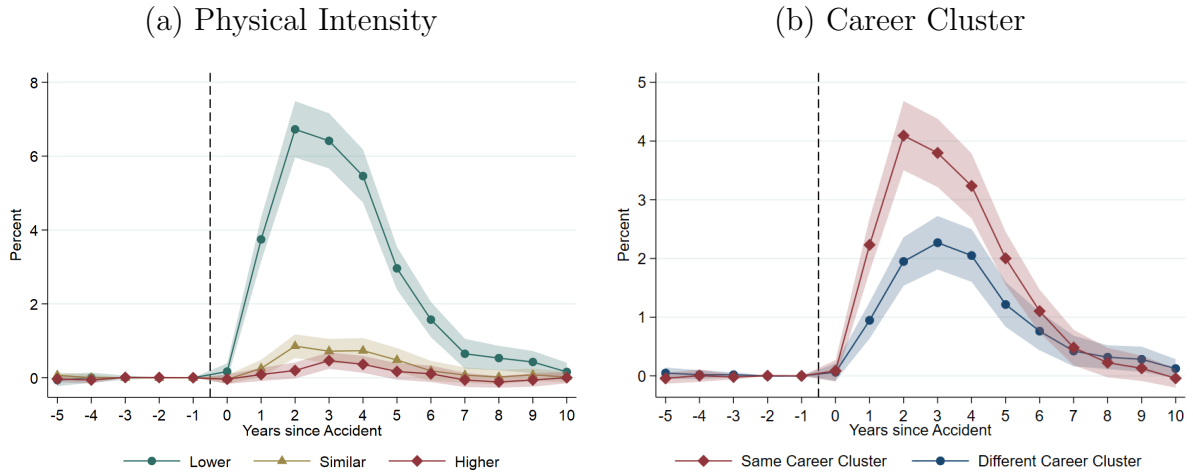 (a) Physical Intensity
8
6
4
2
0
Percent
-5 -4 -3 -2 -1 0 1 2 3 4 5 6 7 8 9 10
Years since Accident
Lower Similar Higher
(b) Career Cluster
5
4
3
2
1
0
Percent
-5 -4 -3 -2 -1 0 1 2 3 4 5 6 7 8 9 10
Years since Accident
Same Career Cluster Different Career Cluster